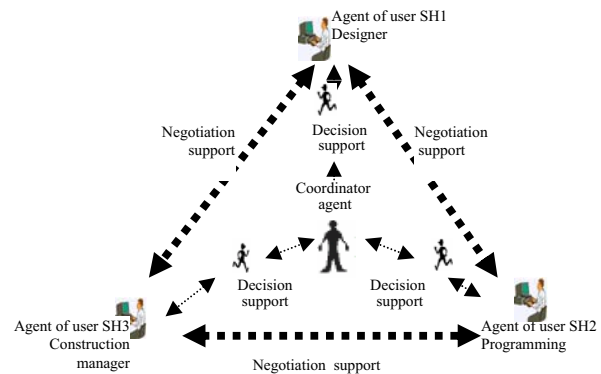 Agent of user SH1
Designer
Negotiation
support
Decision
support
Negotiation
support
Coordinator
agent
Decision
support
Decision
support
Agent of user SH3
Construction
manager
Agent of user SH2
Programming
Negotiation support